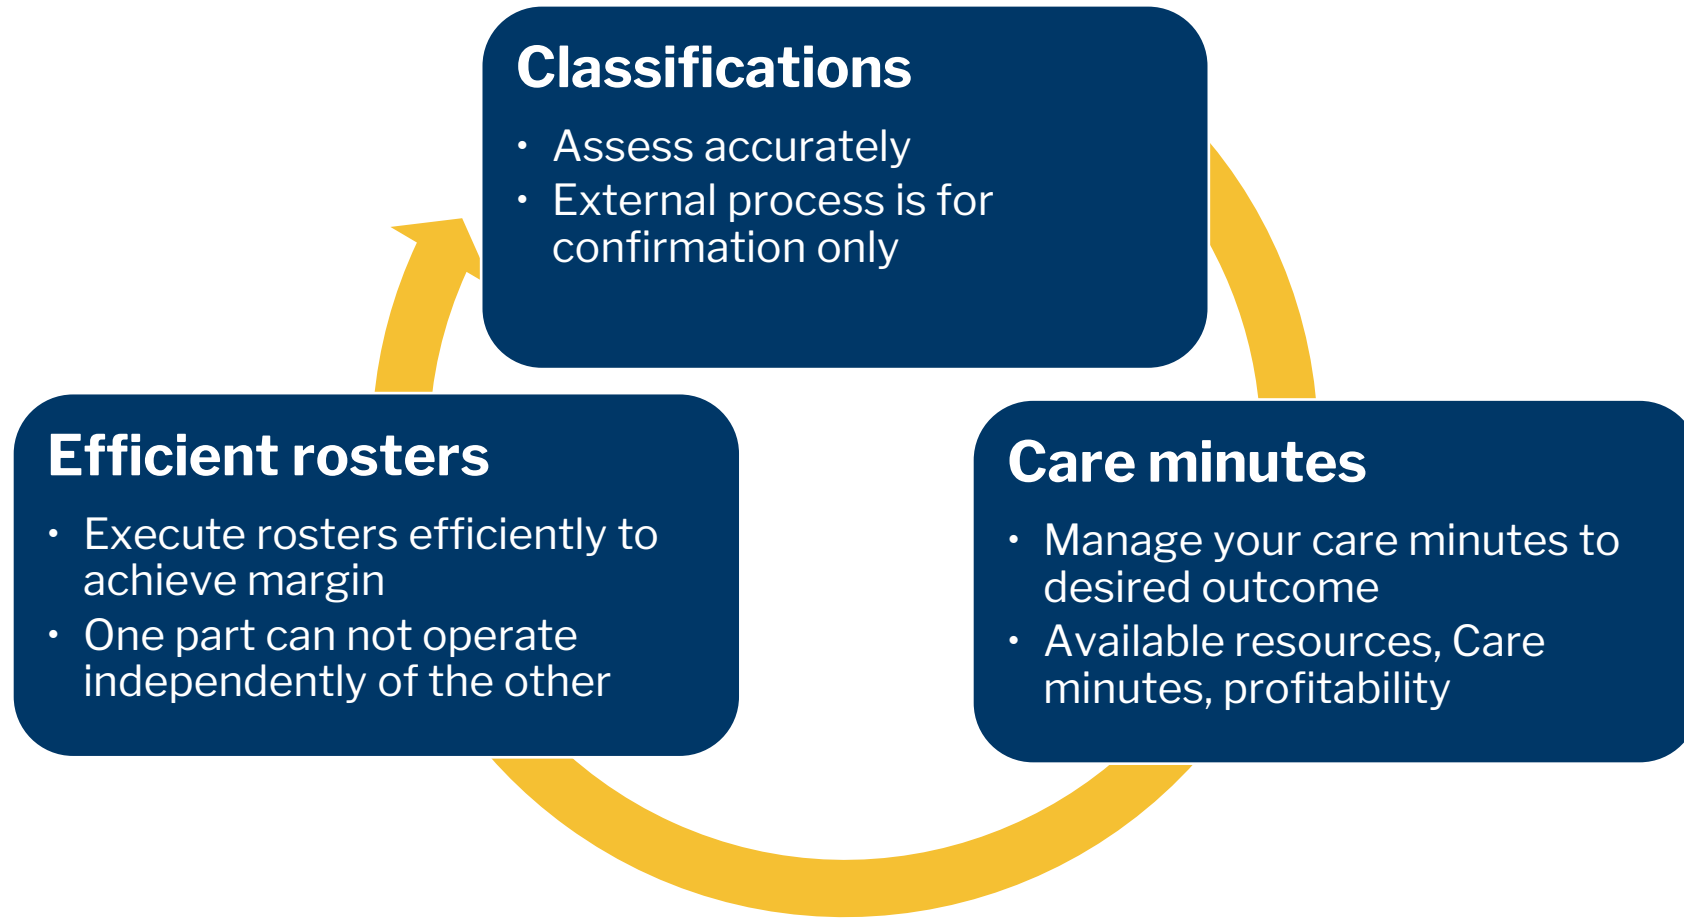 Classifications
• Assess accurately
• External process is for
confirmation only
Efficient rosters
• Execute rosters efficiently to
achieve margin
• One part can not operate
independently of the other
Care minutes
• Manage your care minutes to
desired outcome
• Available resources, Care
minutes, profitability